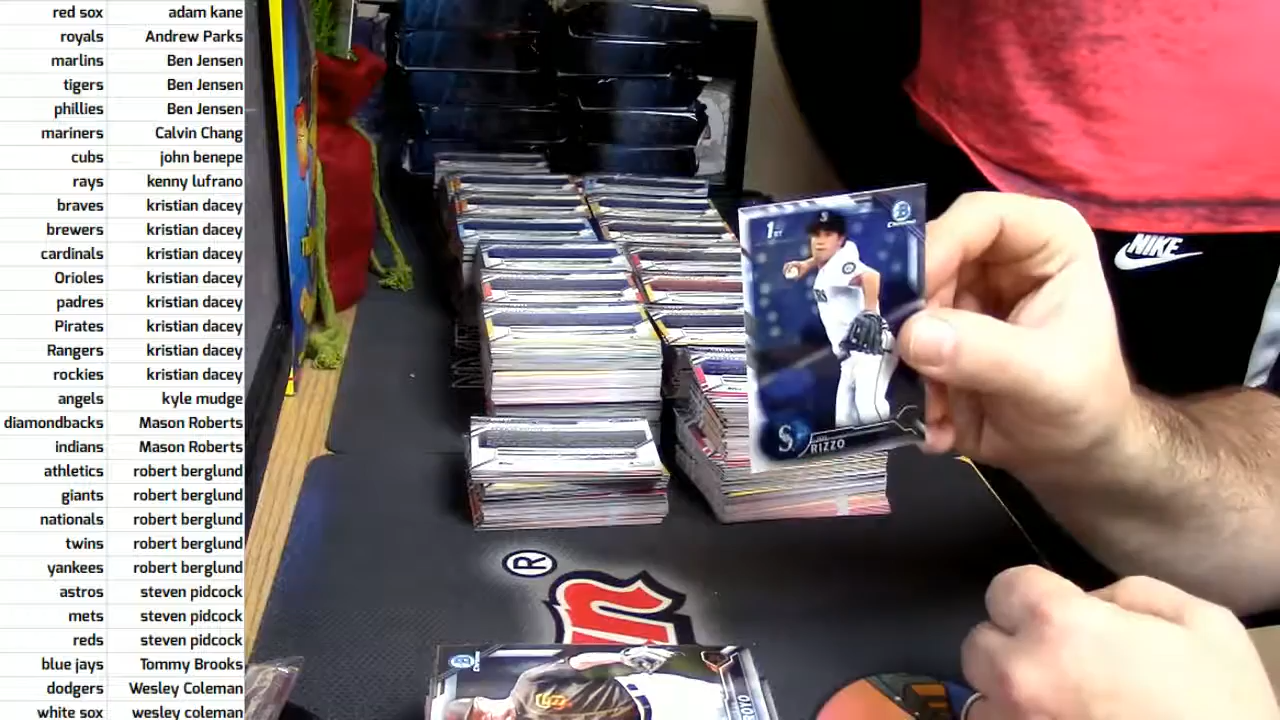 red sox adam kane
royals Andrew Parks
marlins Ben Jensen
tigers Ben Jensen
phillies Ben Jensen
mariners Calvin Chang
cubs john benepe
rays kenny lufrano
braves kristian dacey
brewers kristian dacey
cardinals kristian dacey
Orioles kristian dacey
padres kristian dacey
Pirates kristian dacey
Rangers kristian dacey
rockies kristian dacey
angels kyle mudge
diamondbacks Mason Roberts
indians Mason Roberts
athletics robert berglund
giants robert berglund
nationals robert berglund
twins robert berglund
yankees robert berglund
astros steven pidcock
mets steven pidcock
reds steven pidcock
blue jays Tommy Brooks
dodgers Wesley Coleman
white sox wesley coleman
1ST
RIZZO
NIKE
®